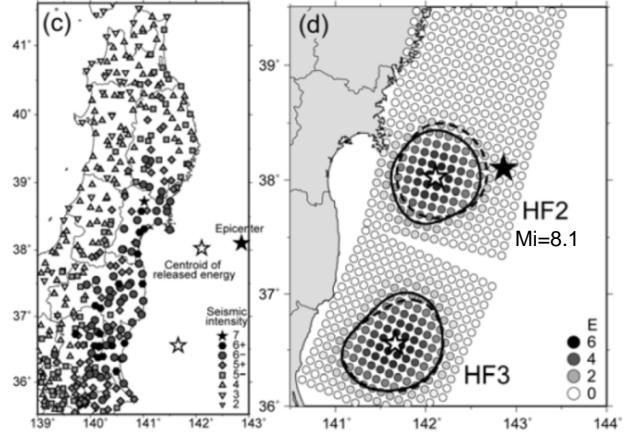 (c)
41°
40°
39°
38°
37°
36°
139°
140°
141°
142°
143°
Epicenter
Centroid of
released energy
Seismic
intensity
7
6+
6−
5+
5−
4
3
2
(d)
39°
38°
37°
36°
141°
142°
143°
144°
HF2
Mi=8.1
HF3
E
6
4
2
0